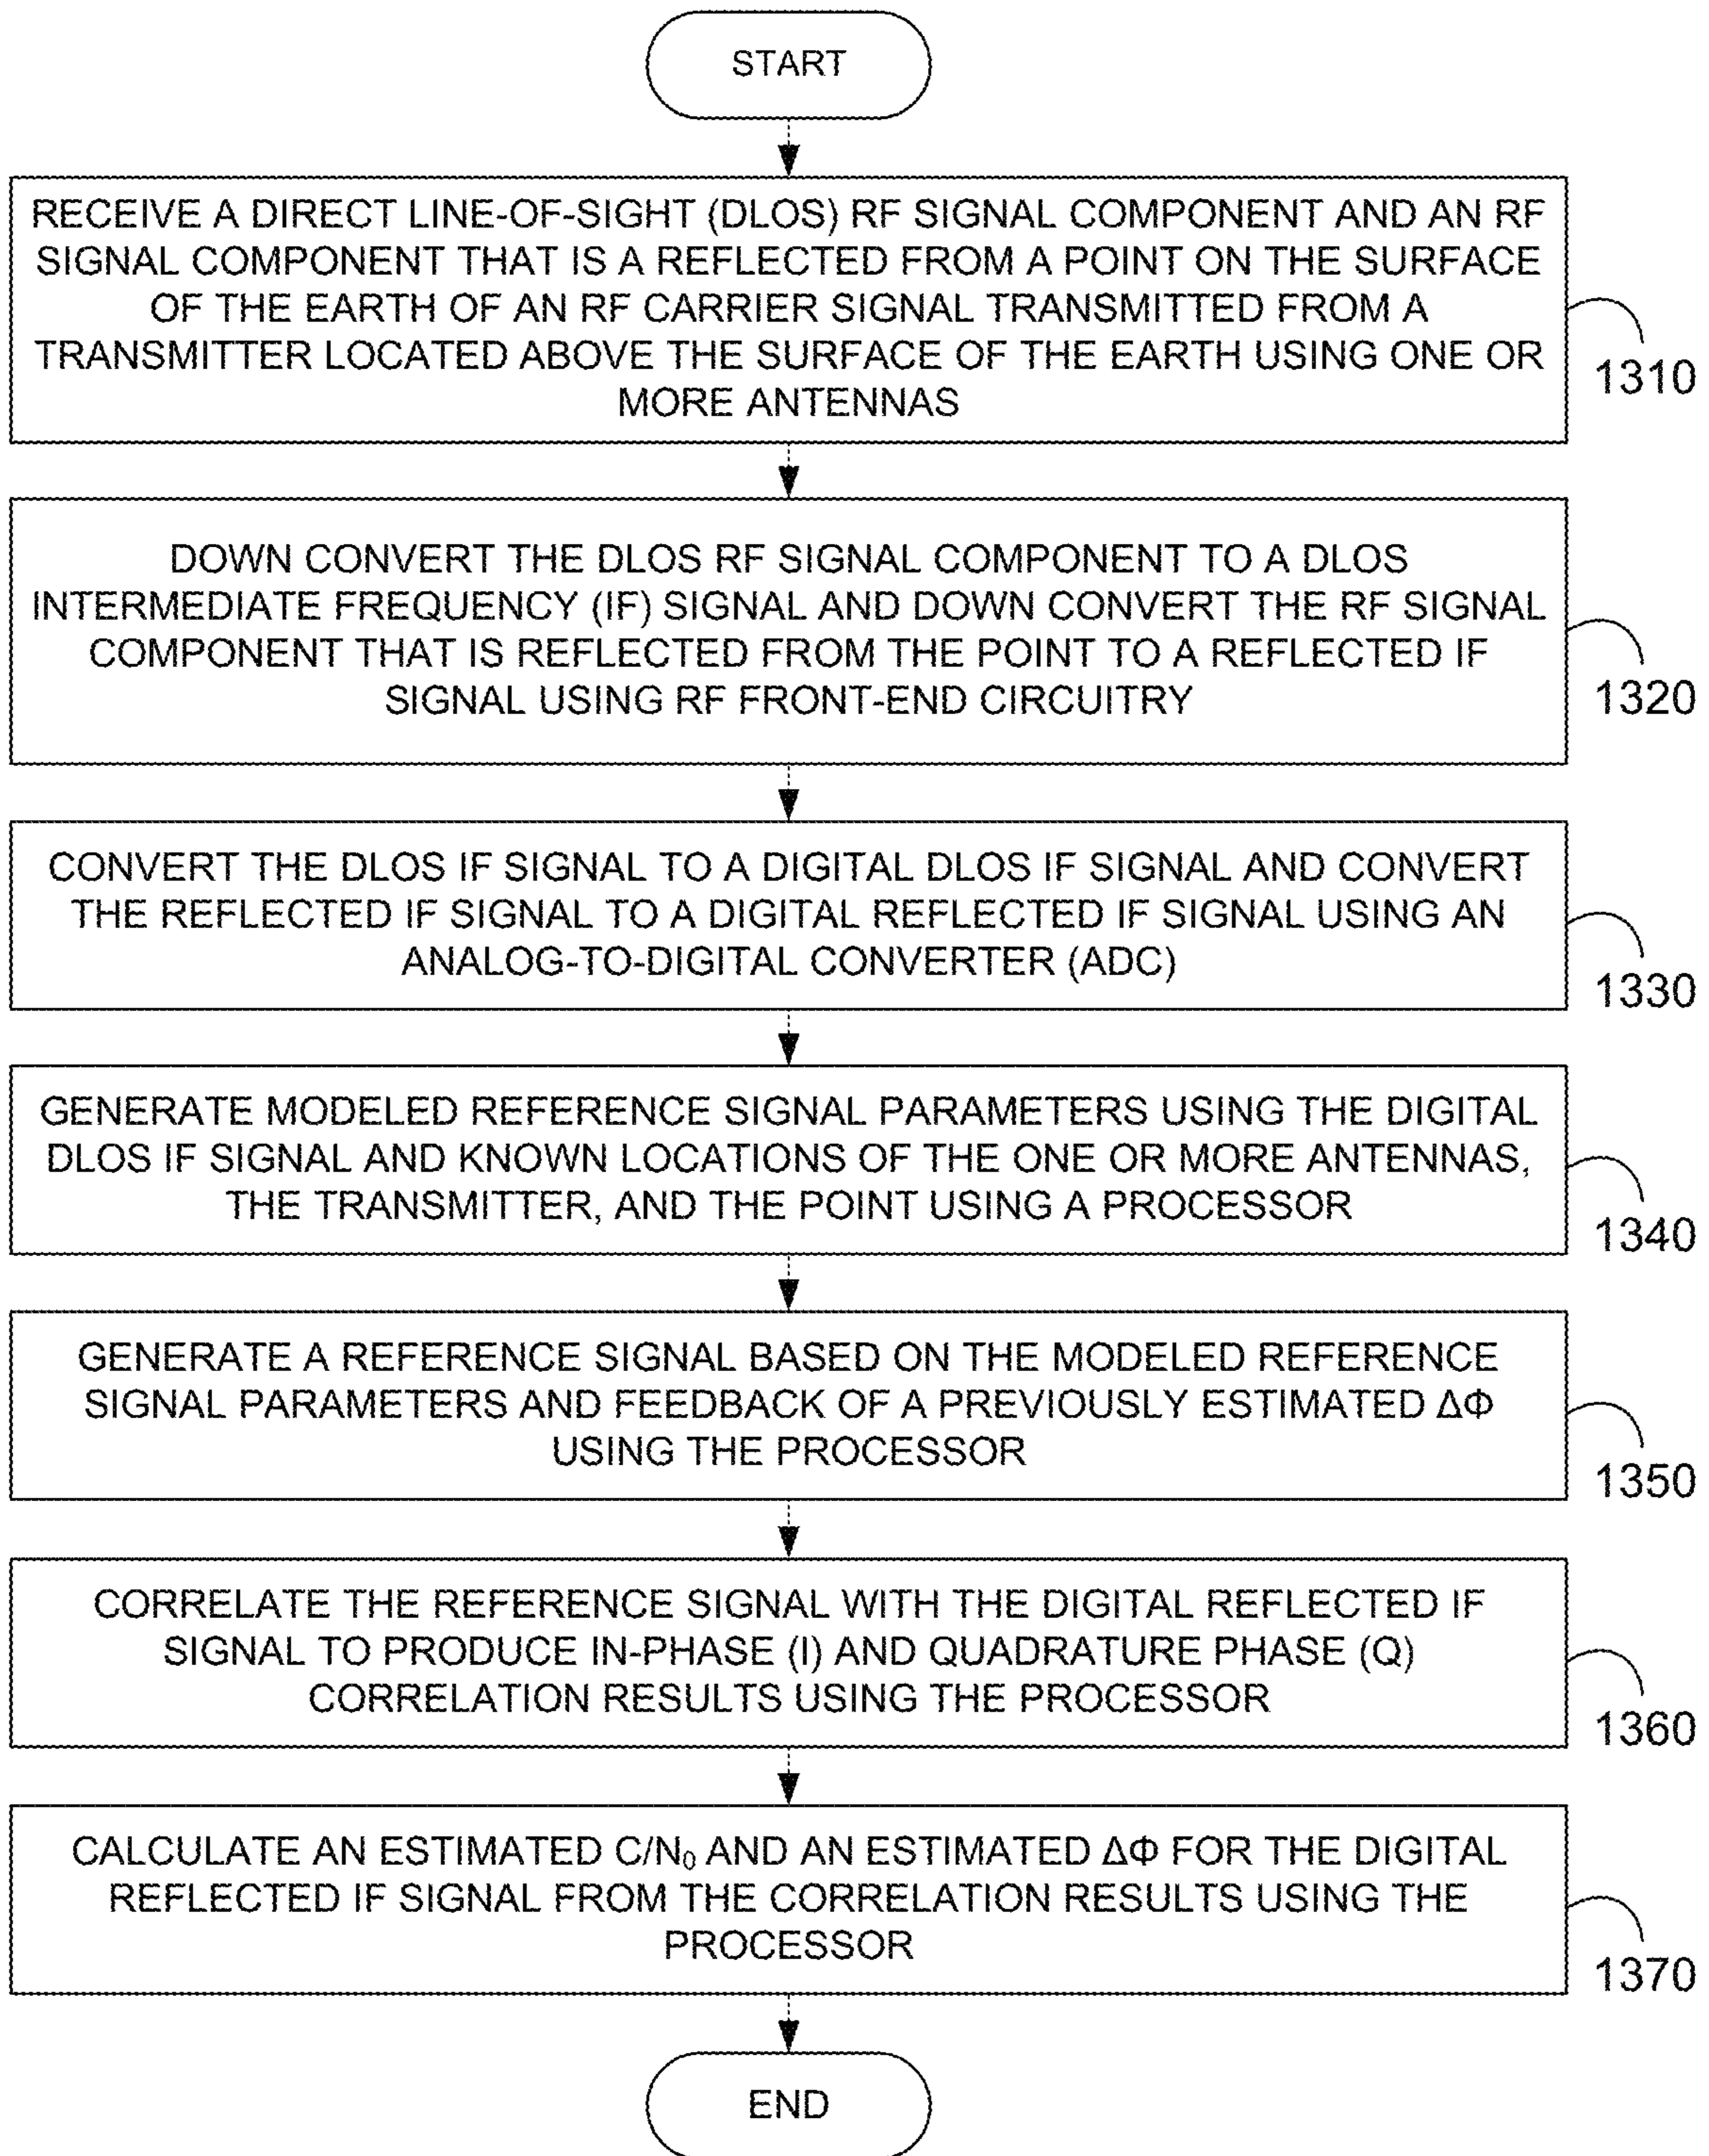 START
RECEIVE A DIRECT LINE-OF-SIGHT (DLOS) RF SIGNAL COMPONENT AND AN RF
SIGNAL COMPONENT THAT IS A REFLECTED FROM A POINT ON THE SURFACE
OF THE EARTH OF AN RF CARRIER SIGNAL TRANSMITTED FROM A
TRANSMITTER LOCATED ABOVE THE SURFACE OF THE EARTH USING ONE OR
MORE ANTENNAS
1310
DOWN CONVERT THE DLOS RF SIGNAL COMPONENT TO A DLOS
INTERMEDIATE FREQUENCY (IF) SIGNAL AND DOWN CONVERT THE RF SIGNAL
COMPONENT THAT IS REFLECTED FROM THE POINT TO A REFLECTED IF
SIGNAL USING RF FRONT-END CIRCUITRY
1320
CONVERT THE DLOS IF SIGNAL TO A DIGITAL DLOS IF SIGNAL AND CONVERT
THE REFLECTED IF SIGNAL TO A DIGITAL REFLECTED IF SIGNAL USING AN
ANALOG-TO-DIGITAL CONVERTER (ADC)
1330
GENERATE MODELED REFERENCE SIGNAL PARAMETERS USING THE DIGITAL
DLOS IF SIGNAL AND KNOWN LOCATIONS OF THE ONE OR MORE ANTENNAS,
THE TRANSMITTER, AND THE POINT USING A PROCESSOR
1340
GENERATE A REFERENCE SIGNAL BASED ON THE MODELED REFERENCE
SIGNAL PARAMETERS AND FEEDBACK OF A PREVIOUSLY ESTIMATED ΔΦ
USING THE PROCESSOR
1350
CORRELATE THE REFERENCE SIGNAL WITH THE DIGITAL REFLECTED IF
SIGNAL TO PRODUCE IN-PHASE (I) AND QUADRATURE PHASE (Q)
CORRELATION RESULTS USING THE PROCESSOR
1360
CALCULATE AN ESTIMATED C/N₀ AND AN ESTIMATED ΔΦ FOR THE DIGITAL
REFLECTED IF SIGNAL FROM THE CORRELATION RESULTS USING THE
PROCESSOR
1370
END